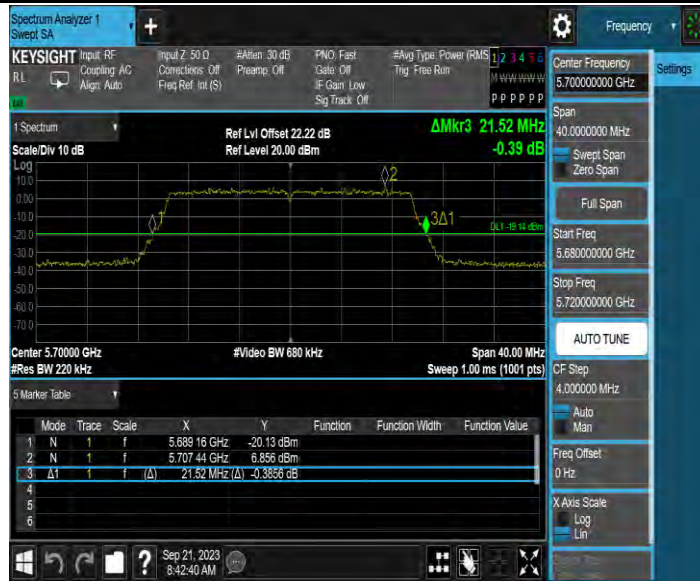 Spectrum Analyzer 1
Swept SA
+
Frequency
KEYSIGHT
RL
Input: RF
Coupling: AC
Align: Auto
Input Z: 50 Ω
Corrections: Off
Freq Ref: Int (S)
#Atten: 30 dB
Preamp: Off
PNO: Fast
Gate: Off
IF Gain: Low
Sig Track: Off
#Avg Type: Power (RMS
Trig: Free Run
1 2 3 4 5 6
M W W W W W
P P P P P P
1 Spectrum
Scale/Div 10 dB
Ref Lvl Offset 22.22 dB
Ref Level 20.00 dBm
ΔMkr3 21.52 MHz
-0.39 dB
Log
10.0
0.00
-10.0
-20.0
-30.0
-40.0
-50.0
-60.0
-70.0
1
2
3Δ1
DL1 -19.14 dBm
Center 5.70000 GHz
#Video BW 680 kHz
Span 40.00 MHz
#Res BW 220 kHz
Sweep 1.00 ms (1001 pts)
5 Marker Table
Mode Trace Scale X Y Function Function Width Function Value
1 N 1 f 5.689 16 GHz -20.13 dBm
2 N 1 f 5.707 44 GHz 6.856 dBm
3 Δ1 1 f (Δ) 21.52 MHz (Δ) -0.3856 dB
4
5
6
?
Sep 21, 2023
8:42:40 AM
Center Frequency
5.700000000 GHz
Settings
Span
40.0000000 MHz
Swept Span
Zero Span
Full Span
Start Freq
5.680000000 GHz
Stop Freq
5.720000000 GHz
AUTO TUNE
CF Step
4.000000 MHz
Auto
Man
Freq Offset
0 Hz
X Axis Scale
Log
Lin